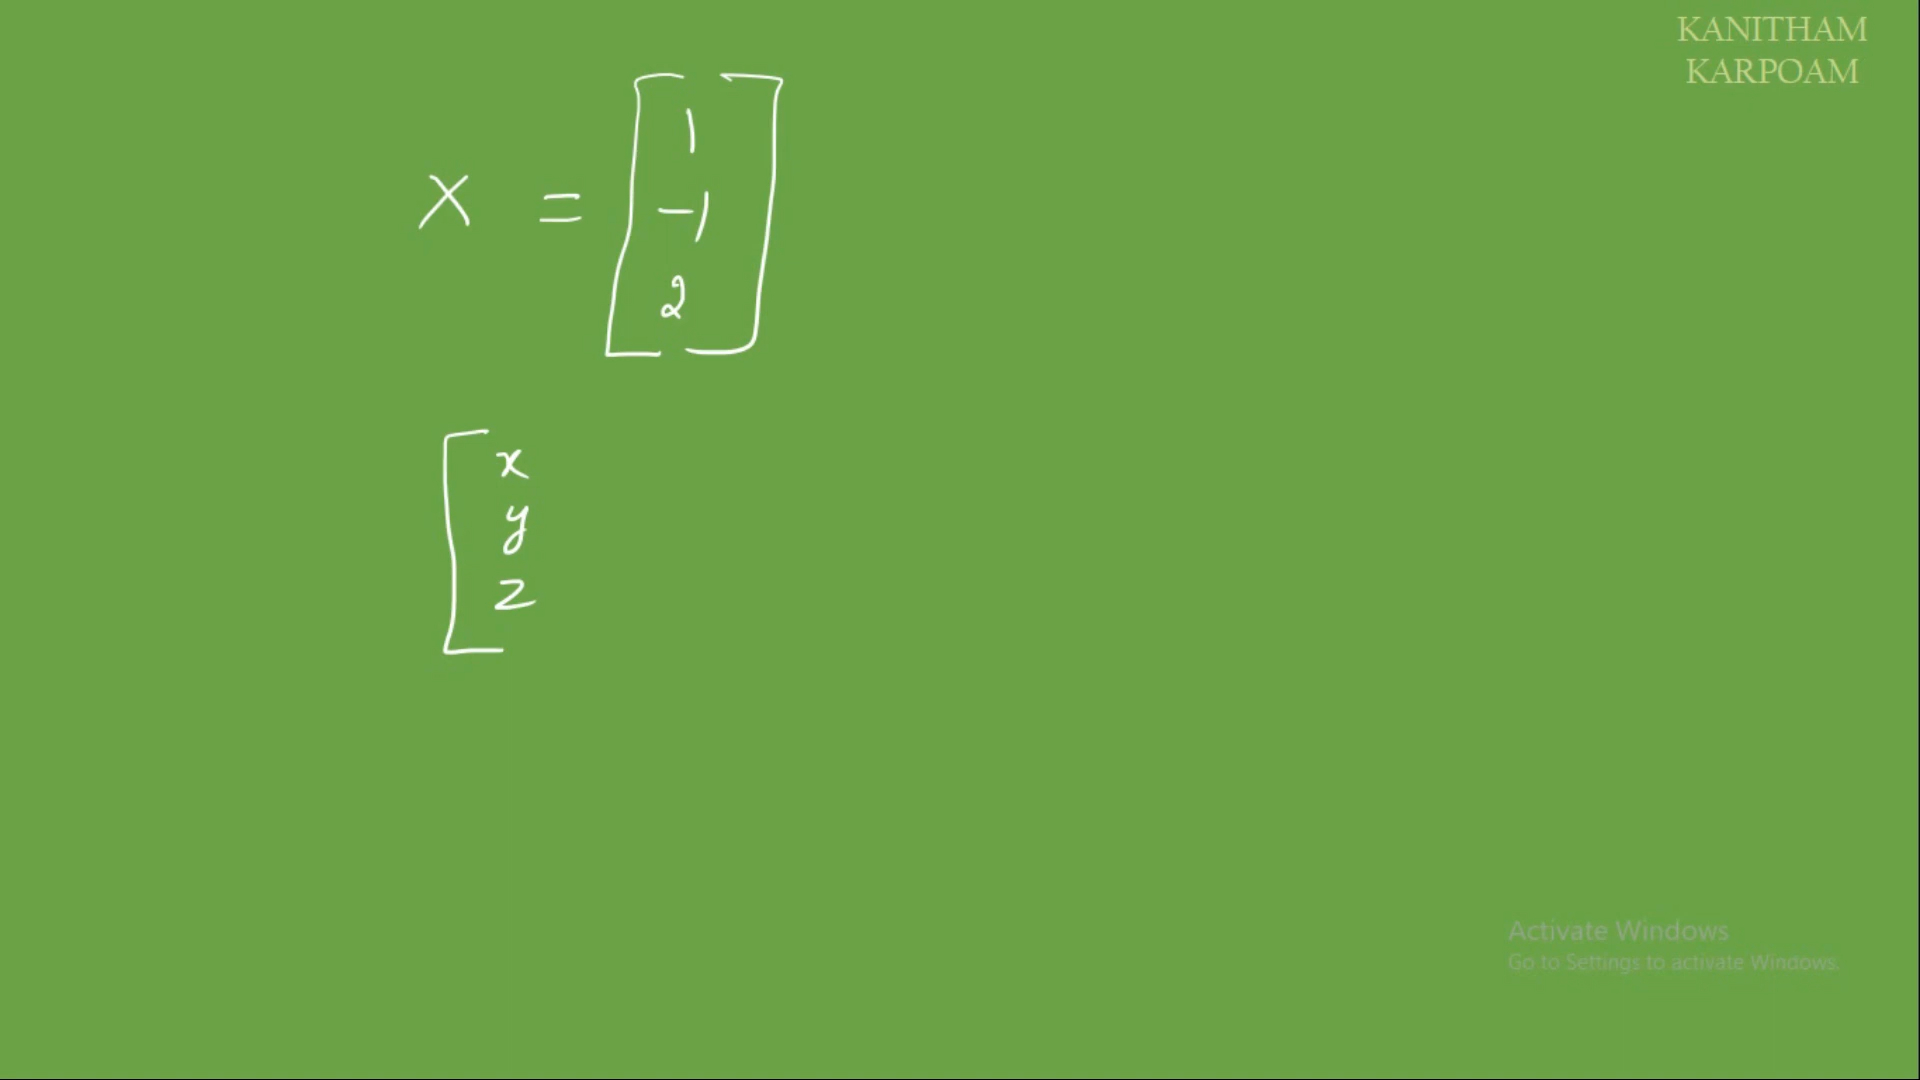 KANITHAM
KARPOAM
X = [ 1
-1
2 ]
[ x
y
z
Activate Windows
Go to Settings to activate Windows.